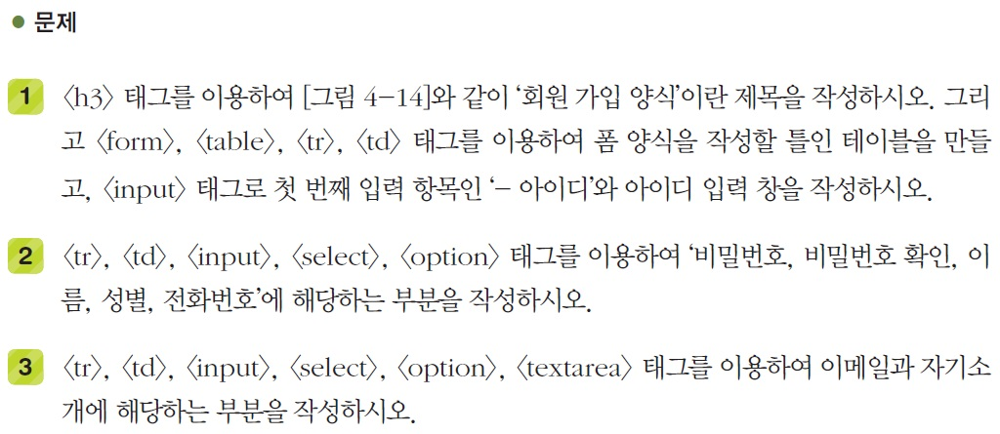 ● 문제
1 〈h3〉 태그를 이용하여 [그림 4-14]와 같이 ‘회원 가입 양식’이란 제목을 작성하시오. 그리
고 〈form〉, 〈table〉, 〈tr〉, 〈td〉 태그를 이용하여 폼 양식을 작성할 틀인 테이블을 만들
고, 〈input〉 태그로 첫 번째 입력 항목인 ‘- 아이디’와 아이디 입력 창을 작성하시오.
2 〈tr〉, 〈td〉, 〈input〉, 〈select〉, 〈option〉 태그를 이용하여 ‘비밀번호, 비밀번호 확인, 이
름, 성별, 전화번호’에 해당하는 부분을 작성하시오.
3 〈tr〉, 〈td〉, 〈input〉, 〈select〉, 〈option〉, 〈textarea〉 태그를 이용하여 이메일과 자기소
개에 해당하는 부분을 작성하시오.